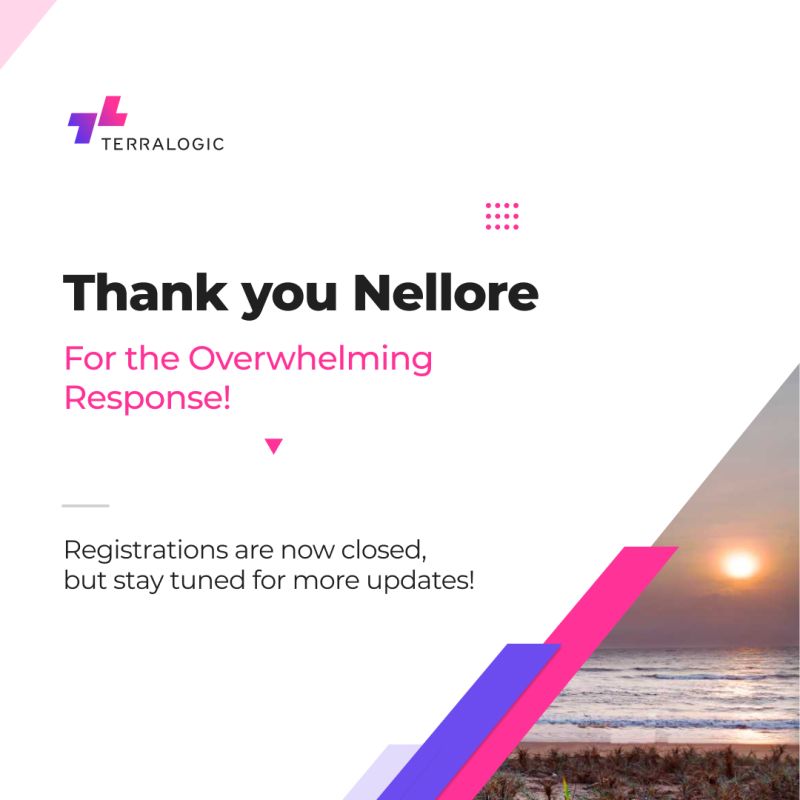 TERRALOGIC
Thank you Nellore
For the Overwhelming
Response!
Registrations are now closed,
but stay tuned for more updates!